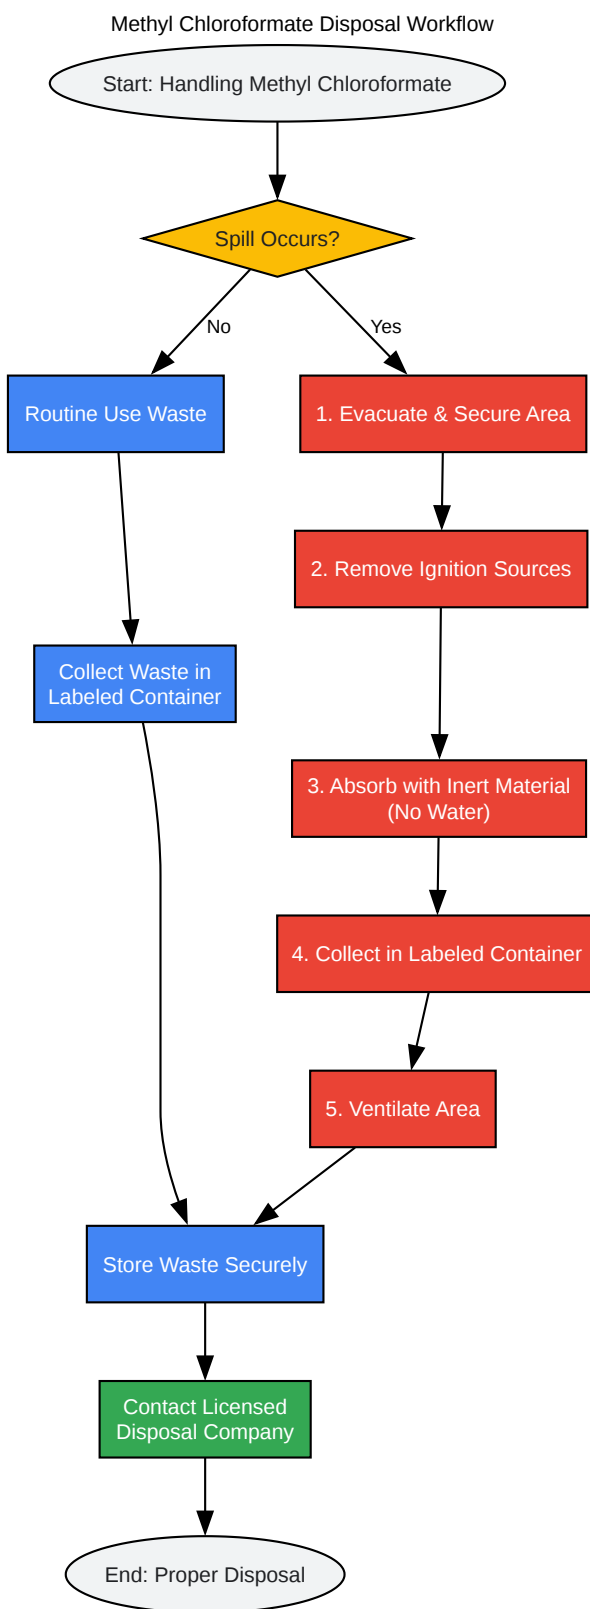 Methyl Chloroformate Disposal Workflow
Start: Handling Methyl Chloroformate
Spill Occurs?
No
Yes
Routine Use Waste
1. Evacuate & Secure Area
2. Remove Ignition Sources
Collect Waste in
Labeled Container
3. Absorb with Inert Material
(No Water)
4. Collect in Labeled Container
5. Ventilate Area
Store Waste Securely
Contact Licensed
Disposal Company
End: Proper Disposal